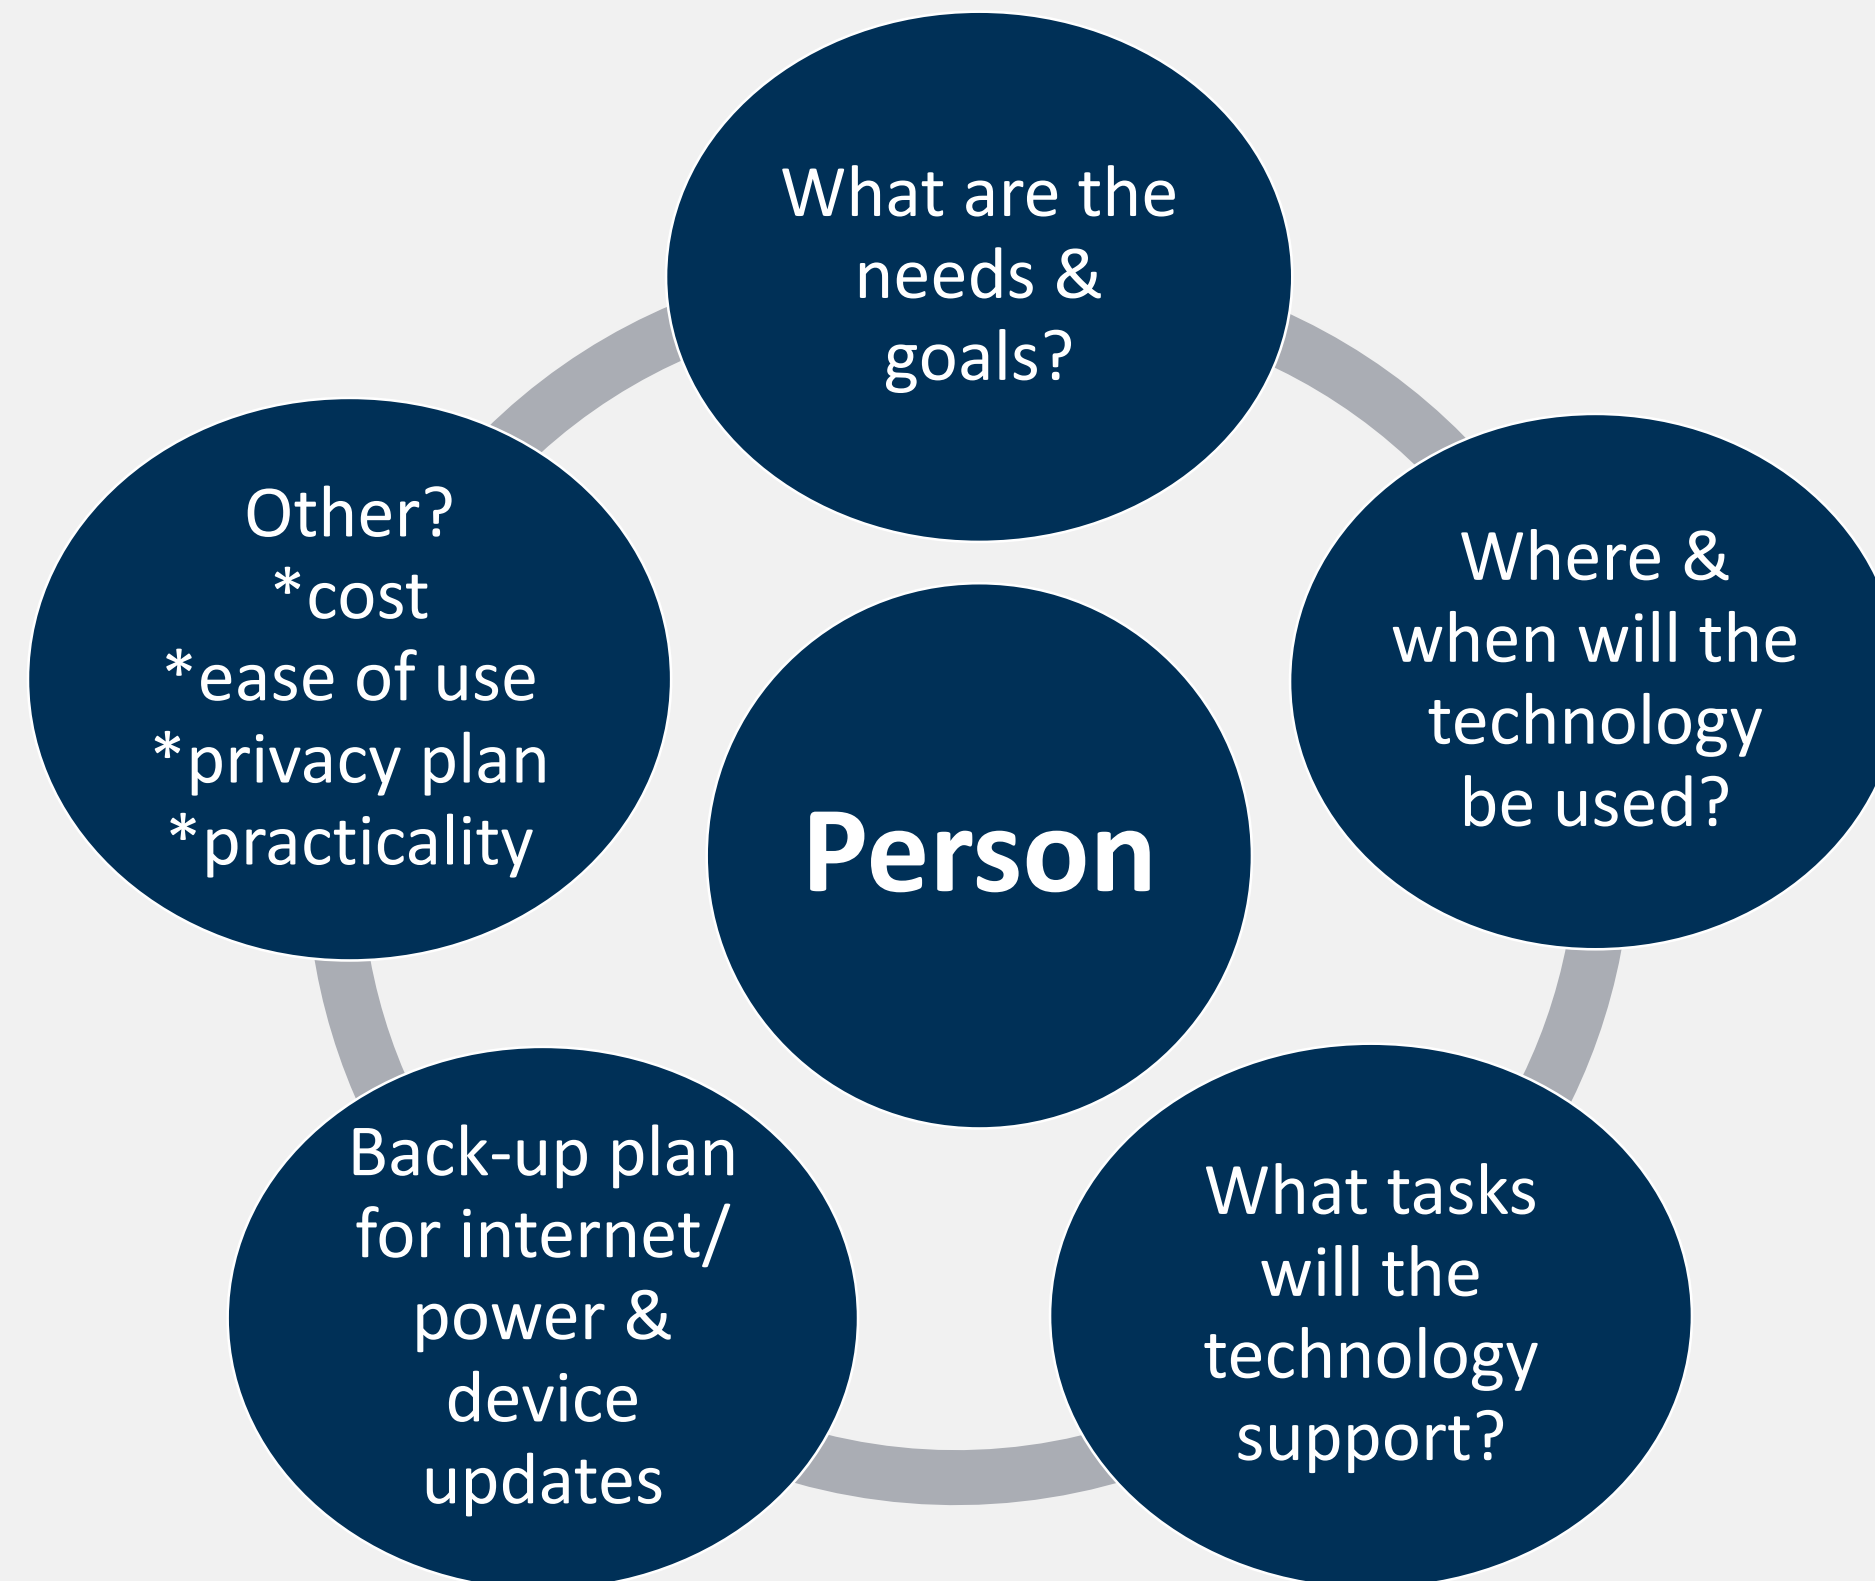 What are the
needs &
goals?
Where &
when will the
technology
be used?
What tasks
will the
technology
support?
Back-up plan
for internet/
power &
device
updates
Other?
*cost
*ease of use
*privacy plan
*practicality
Person